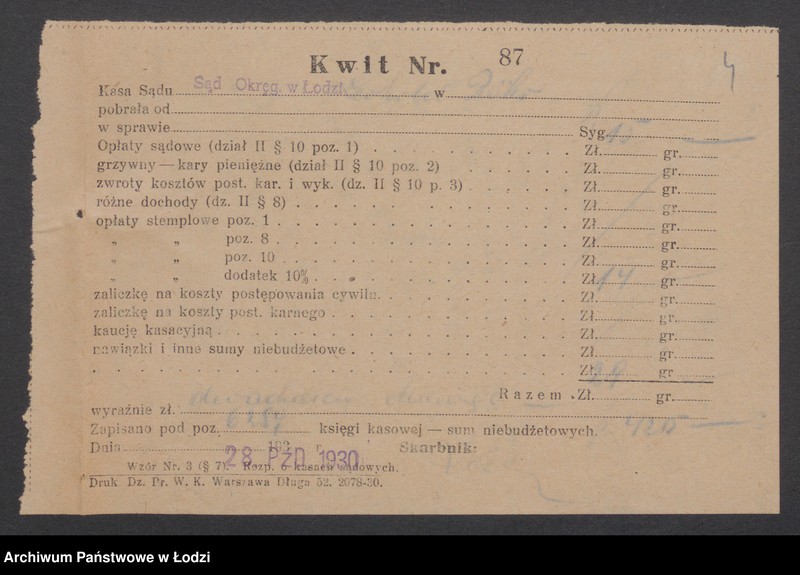 Kwit Nr. 87 4
Kasa Sądu Sąd Okręg. w Łodzi w
pobrała od
w sprawie Syg. 15
Opłaty sądowe (dział II § 10 poz. 1) Zł. gr.
grzywny — kary pieniężne (dział II § 10 poz. 2) Zł. gr.
zwroty kosztów post. kar. i wyk. (dz. II § 10 p. 3) Zł. gr.
różne dochody (dz. II § 8) Zł. gr.
opłaty stemplowe poz. 1 Zł. gr.
„ „ poz. 8 Zł. gr.
„ „ poz. 10 Zł. gr.
„ „ dodatek 10% Zł. 14 gr.
zaliczkę na koszty postępowania cywiln. Zł. gr.
zaliczkę na koszty post. karnego Zł. gr.
kaucję kasacyjną Zł. gr.
nawiązki i inne sumy niebudżetowe Zł. gr.
Zł. 29 gr
Razem Zł. gr.
wyraźnie zł.
Zapisano pod poz. księgi kasowej — sum niebudżetowych.
Dnia 192 r. Skarbnik:
28 PŹD 1930
Wzór Nr. 3 (§ 7). Rozp. o kasach sądowych.
Druk Dz. Pr. W. K. Warszawa Długa 52. 2078-30.
Archiwum Państwowe w Łodzi